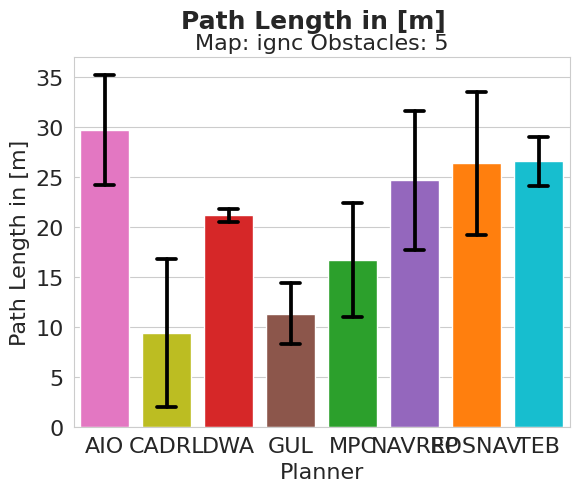 Path Length in [m]
Map: ignc Obstacles: 5
Path Length in [m]
35
30
25
20
15
10
5
0
AIO CADRL DWA GUL MPC NAVREP ROSNAV TEB
Planner